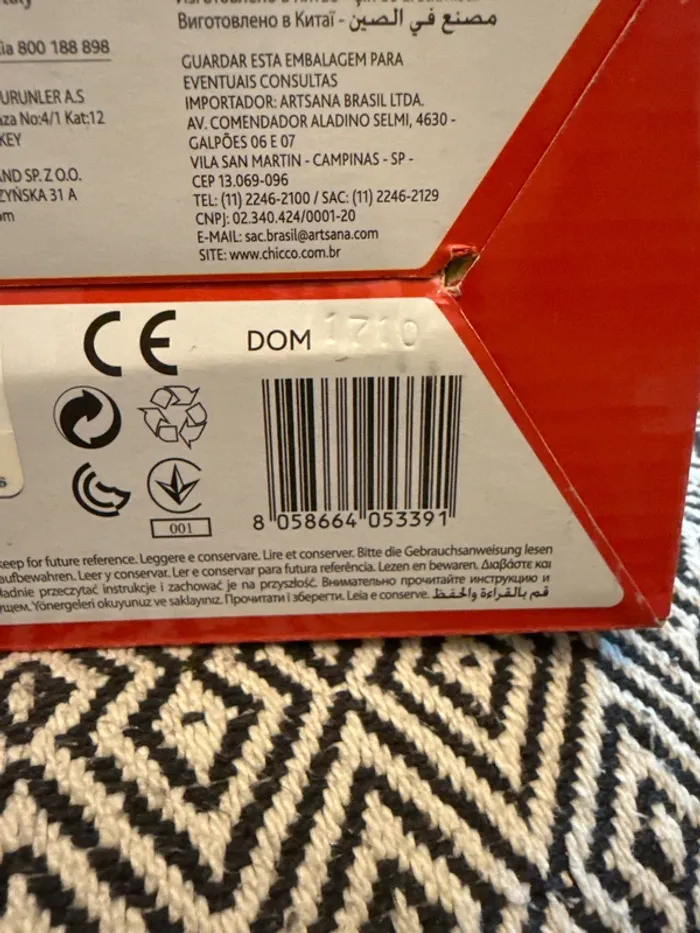 Виготовлено в Китаї - مصنع في الصين
800 188 898
URUNLER A.S
No:4/1 Kat:12
KEY
SP. Z O.O.
31 A
GUARDAR ESTA EMBALAGEM PARA
EVENTUAIS CONSULTAS
IMPORTADOR: ARTSANA BRASIL LTDA.
AV. COMENDADOR ALADINO SELMI, 4630 -
GALPÕES 06 E 07
VILA SAN MARTIN - CAMPINAS - SP -
CEP 13.069-096
TEL: (11) 2246-2100 / SAC: (11) 2246-2129
CNPJ: 02.340.424/0001-20
E-MAIL: sac.brasil@artsana.com
SITE: www.chicco.com.br
CE
DOM 1710
001
8 058664 053391
keep for future reference. Leggere e conservare. Lire et conserver. Bitte die Gebrauchsanweisung lesen
aufbewahren. Leer y conservar. Ler e conservar para futura referência. Lezen en bewaren. Διαβάστε και
przeczytać instrukcje i zachować je na przyszłość. Внимательно прочитайте инструкцию и
Yönergeleri okuyunuz ve saklayınız. Прочитати і зберегти. Leia e conserve. قم بالقراءة والحفظ.